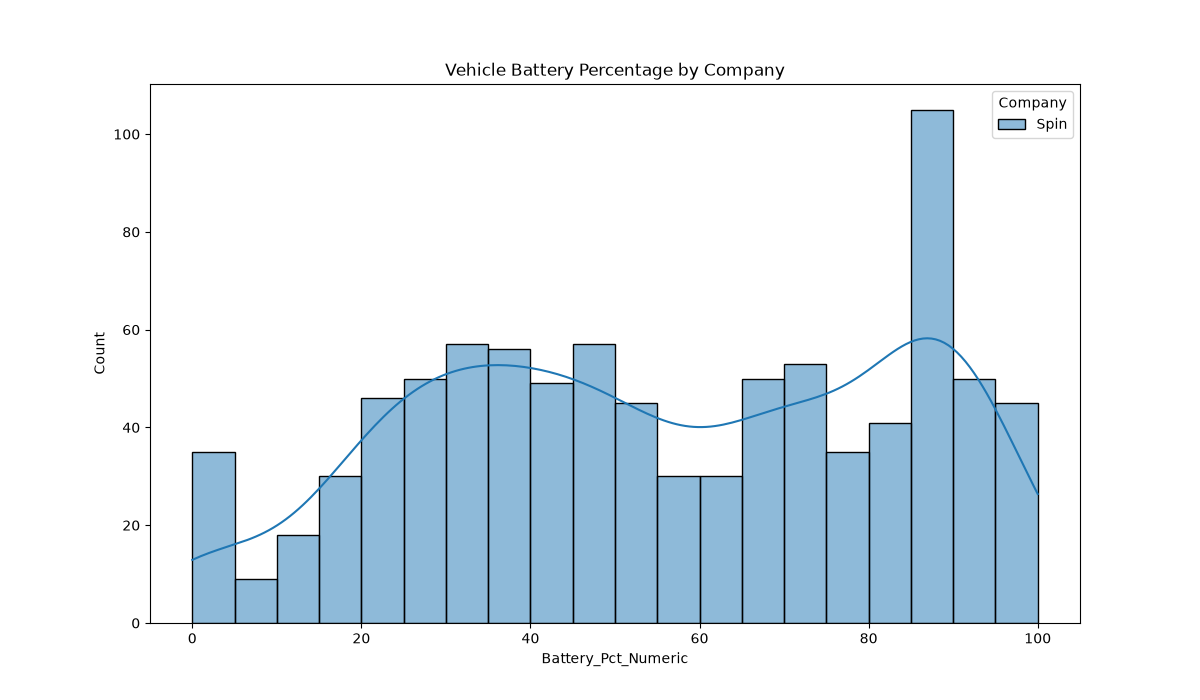 Vehicle Battery Percentage by Company
Company
Spin
100
80
60
40
20
0
Count
0 20 40 60 80 100
Battery_Pct_Numeric